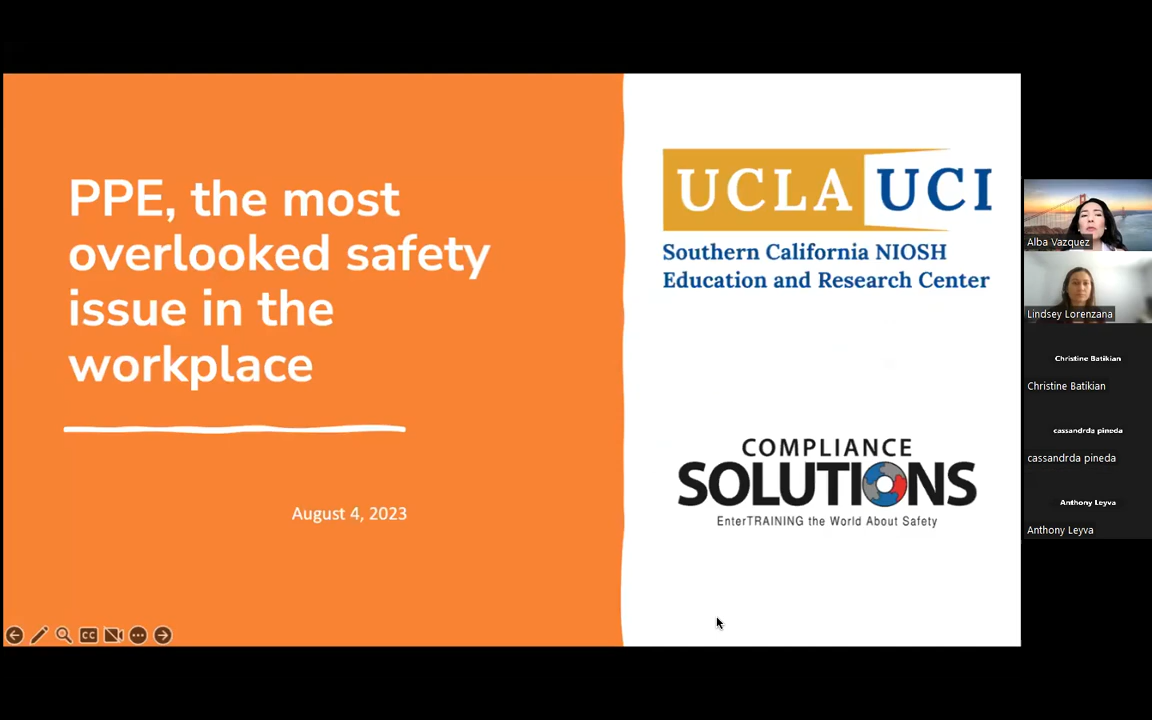 PPE, the most
overlooked safety
issue in the
workplace
August 4, 2023
UCLA UCI
Southern California NIOSH
Education and Research Center
COMPLIANCE
SOLUTIONS
EnterTRAINING the World About Safety
CC
Alba Vazquez
Lindsey Lorenzana
Christine Batikian
Christine Batikian
cassandrda pineda
cassandrda pineda
Anthony Leyva
Anthony Leyva